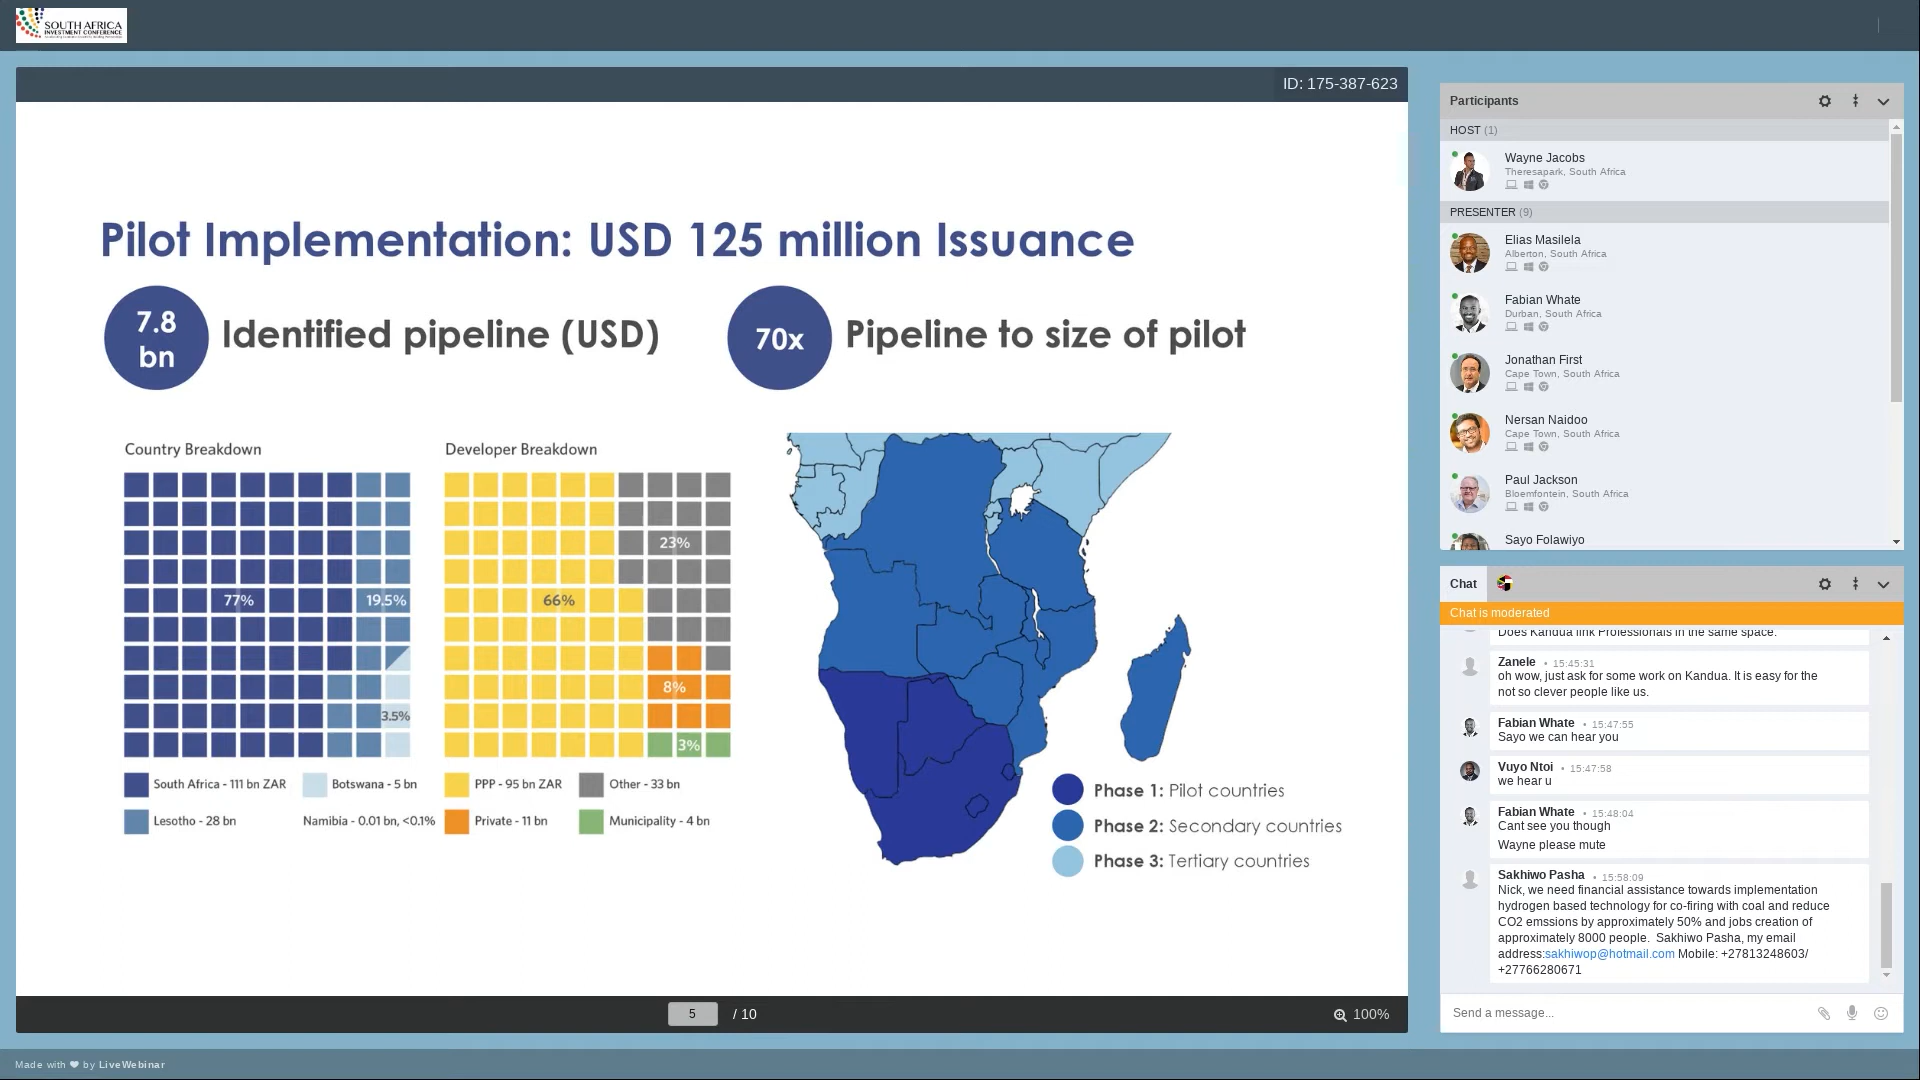 SOUTH AFRICA
INVESTMENT CONFERENCE
ID: 175-387-623
Pilot Implementation: USD 125 million Issuance
7.8
bn
Identified pipeline (USD)
70x
Pipeline to size of pilot
Country Breakdown
77%
19.5%
3.5%
South Africa - 111 bn ZAR
Botswana - 5 bn
Lesotho - 28 bn
Namibia - 0.01 bn, <0.1%
Developer Breakdown
23%
66%
8%
3%
PPP - 95 bn ZAR
Other - 33 bn
Private - 11 bn
Municipality - 4 bn
Phase 1: Pilot countries
Phase 2: Secondary countries
Phase 3: Tertiary countries
5 / 10
100%
Made with by LiveWebinar
Participants
HOST (1)
Wayne Jacobs
Theresapark, South Africa
PRESENTER (9)
Elias Masilela
Alberton, South Africa
Fabian Whate
Durban, South Africa
Jonathan First
Cape Town, South Africa
Nersan Naidoo
Cape Town, South Africa
Paul Jackson
Bloemfontein, South Africa
Sayo Folawiyo
Chat
Chat is moderated
Does Kandua link Professionals in the same space.
Zanele • 15:45:31
oh wow, just ask for some work on Kandua. It is easy for the
not so clever people like us.
Fabian Whate • 15:47:55
Sayo we can hear you
Vuyo Ntoi • 15:47:58
we hear u
Fabian Whate • 15:48:04
Cant see you though
Wayne please mute
Sakhiwo Pasha • 15:58:09
Nick, we need financial assistance towards implementation
hydrogen based technology for co-firing with coal and reduce
CO2 emssions by approximately 50% and jobs creation of
approximately 8000 people. Sakhiwo Pasha, my email
address:sakhiwop@hotmail.com Mobile: +27813248603/
+27766280671
Send a message...